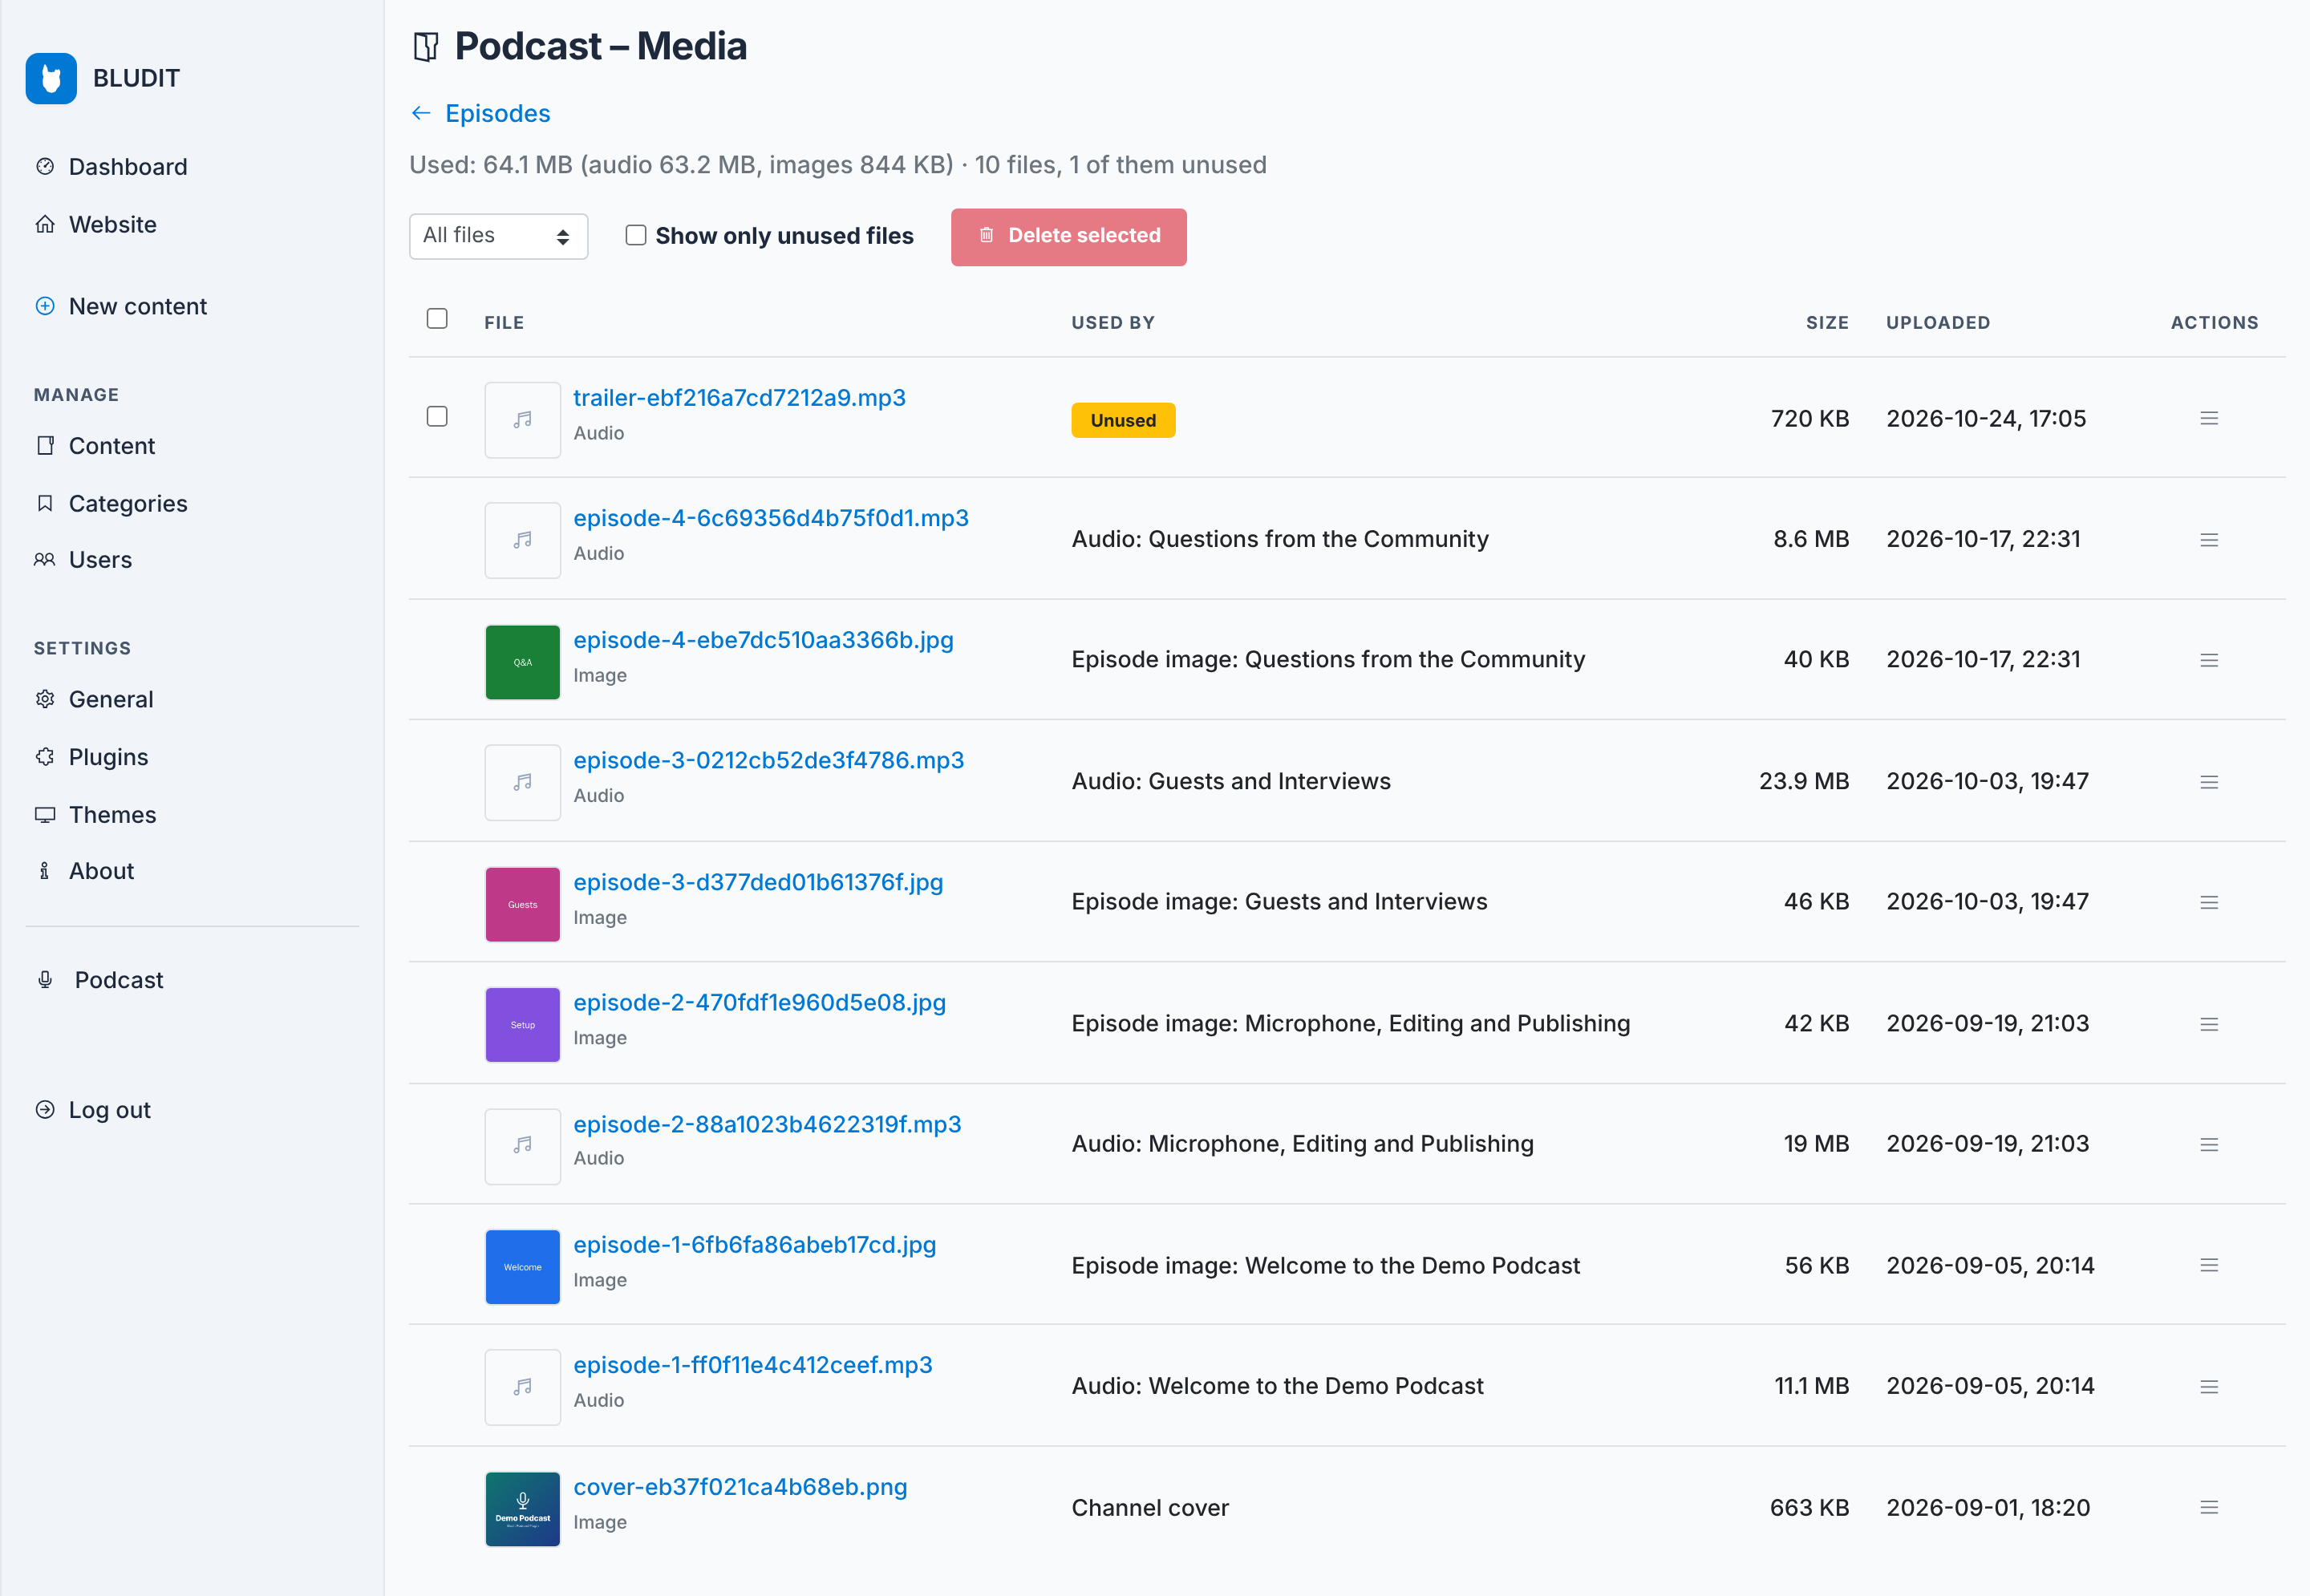 BLUDIT
Dashboard
Website
New content
MANAGE
Content
Categories
Users
SETTINGS
General
Plugins
Themes
About
Podcast
Log out
Podcast – Media
← Episodes
Used: 64.1 MB (audio 63.2 MB, images 844 KB) · 10 files, 1 of them unused
All files
Show only unused files
Delete selected
FILE USED BY SIZE UPLOADED ACTIONS
trailer-ebf216a7cd7212a9.mp3
Audio
Unused 720 KB 2026-10-24, 17:05
episode-4-6c69356d4b75f0d1.mp3
Audio
Audio: Questions from the Community 8.6 MB 2026-10-17, 22:31
Q&A
episode-4-ebe7dc510aa3366b.jpg
Image
Episode image: Questions from the Community 40 KB 2026-10-17, 22:31
episode-3-0212cb52de3f4786.mp3
Audio
Audio: Guests and Interviews 23.9 MB 2026-10-03, 19:47
Guests
episode-3-d377ded01b61376f.jpg
Image
Episode image: Guests and Interviews 46 KB 2026-10-03, 19:47
Setup
episode-2-470fdf1e960d5e08.jpg
Image
Episode image: Microphone, Editing and Publishing 42 KB 2026-09-19, 21:03
episode-2-88a1023b4622319f.mp3
Audio
Audio: Microphone, Editing and Publishing 19 MB 2026-09-19, 21:03
Welcome
episode-1-6fb6fa86abeb17cd.jpg
Image
Episode image: Welcome to the Demo Podcast 56 KB 2026-09-05, 20:14
episode-1-ff0f11e4c412ceef.mp3
Audio
Audio: Welcome to the Demo Podcast 11.1 MB 2026-09-05, 20:14
Demo Podcast
cover-eb37f021ca4b68eb.png
Image
Channel cover 663 KB 2026-09-01, 18:20